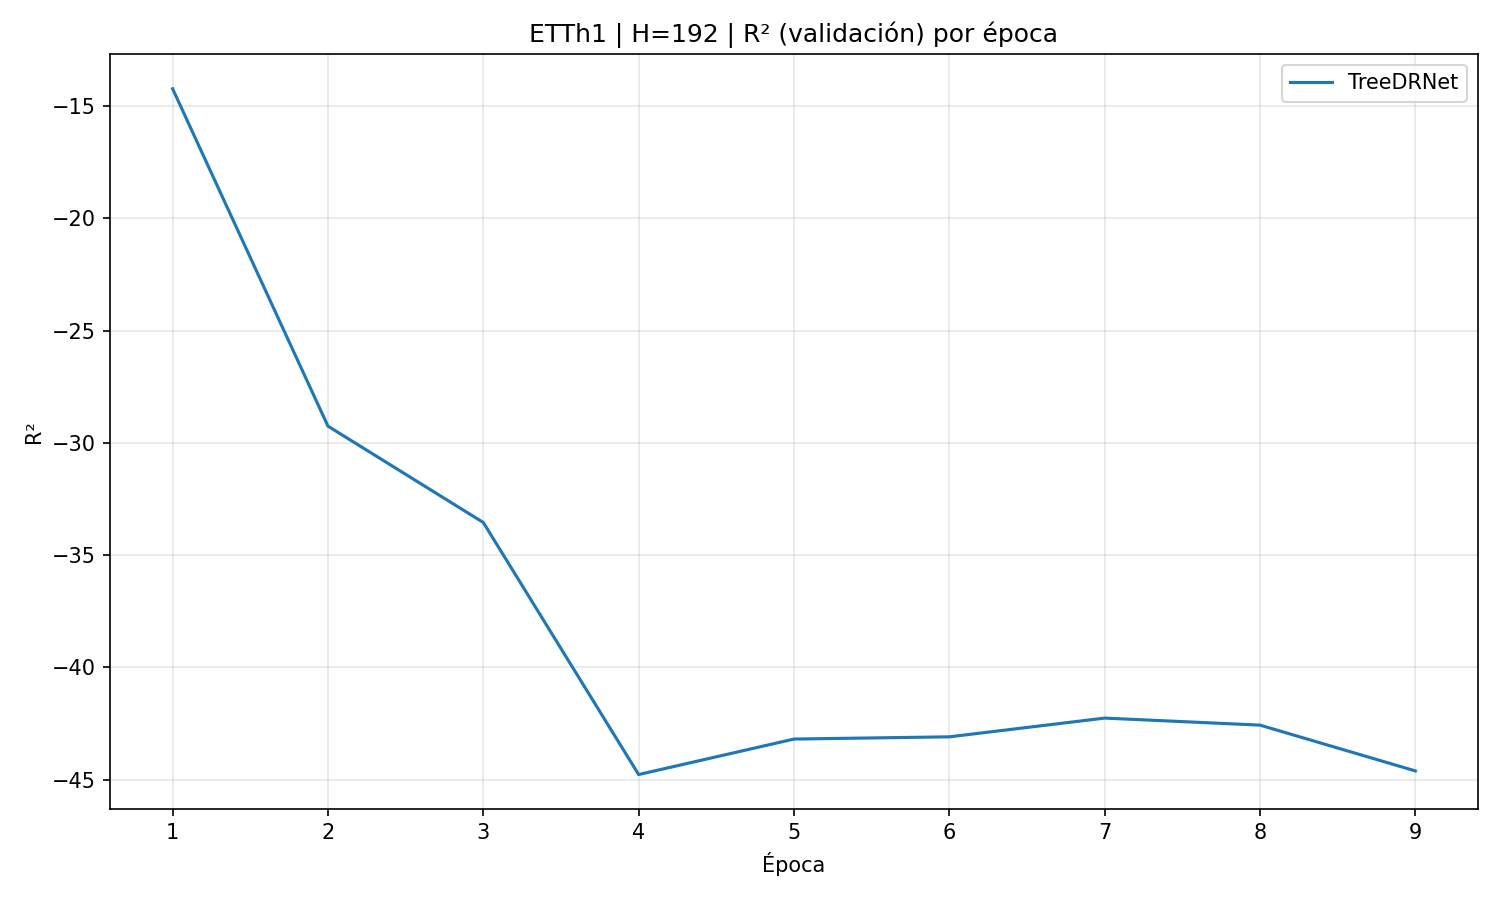 ETTh1 | H=192 | R² (validación) por época
TreeDRNet
−15
−20
−25
−30
−35
−40
−45
R²
1 2 3 4 5 6 7 8 9
Época